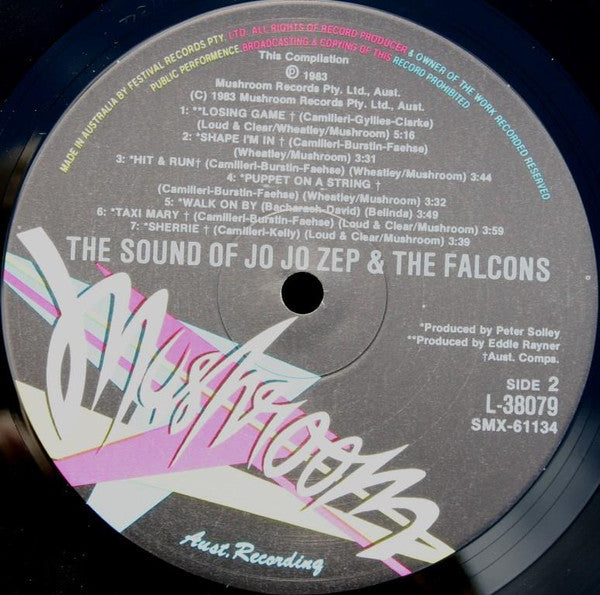 MADE IN AUSTRALIA BY FESTIVAL RECORDS PTY. LTD. ALL RIGHTS OF RECORD PRODUCER & OWNER OF THE WORK RECORDED RESERVED
PUBLIC PERFORMENCE, BROADCASTING & COPYING OF THIS RECORD PROHIBITED
This Compilation
℗ 1983
Mushroom Records Pty. Ltd., Aust.
(C) 1983 Mushroom Records Pty. Ltd., Aust.
1: **LOSING GAME † (Camilleri-Gyllies-Clarke)
(Loud & Clear/Wheatley/Mushroom) 5:16
2: *SHAPE I'M IN † (Camilleri-Burstin-Faehse)
(Wheatley/Mushroom) 3:31
3: *HIT & RUN† (Camilleri-Burstin-Faehse) (Wheatley/Mushroom) 3:44
4: *PUPPET ON A STRING †
(Camilleri-Burstin-Faehse) (Wheatley/Mushroom) 3:32
5: *WALK ON BY (Bacharach-David) (Belinda) 3:49
6: *TAXI MARY † (Camilleri-Burstin-Faehse) (Loud & Clear/Mushroom) 3:59
7: *SHERRIE † (Camilleri-Kelly) (Loud & Clear/Mushroom) 3:39
THE SOUND OF JO JO ZEP & THE FALCONS
*Produced by Peter Solley
**Produced by Eddie Rayner
†Aust. Comps.
SIDE 2
L-38079
SMX-61134
Mushroom
Aust. Recording